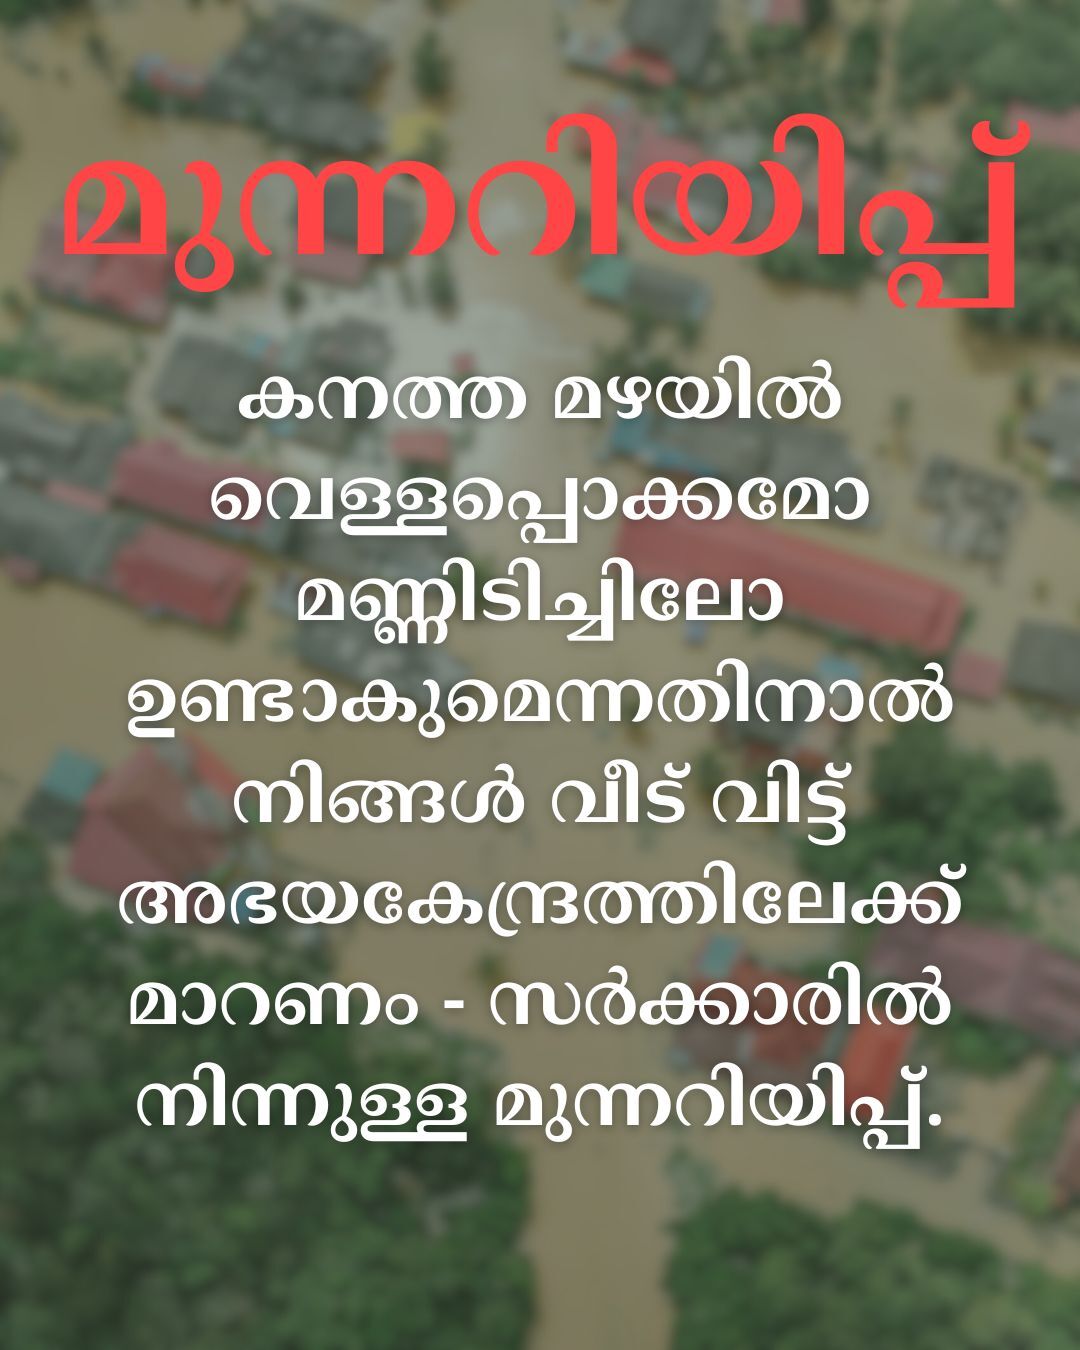 മുന്നറിയിപ്പ്
കനത്ത മഴയിൽ
വെള്ളപ്പൊക്കമോ
മണ്ണിടിച്ചിലോ
ഉണ്ടാകുമെന്നതിനാൽ
നിങ്ങൾ വീട് വിട്ട്
അഭയകേന്ദ്രത്തിലേക്ക്
മാറണം - സർക്കാരിൽ
നിന്നുള്ള മുന്നറിയിപ്പ്.